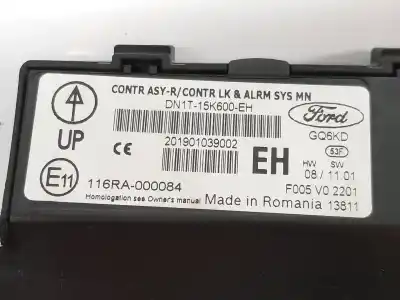 CONTR ASY-R/CONTR LK & ALRM SYS MN
DN1T-15K600-EH
Ford
GQ6KD
UP
201901039002
53F
CE
EH
HW SW
08 / 11.01
E11
116RA-000084
F005 V0 2201
Homologation see Owner's manual
Made in Romania 13811